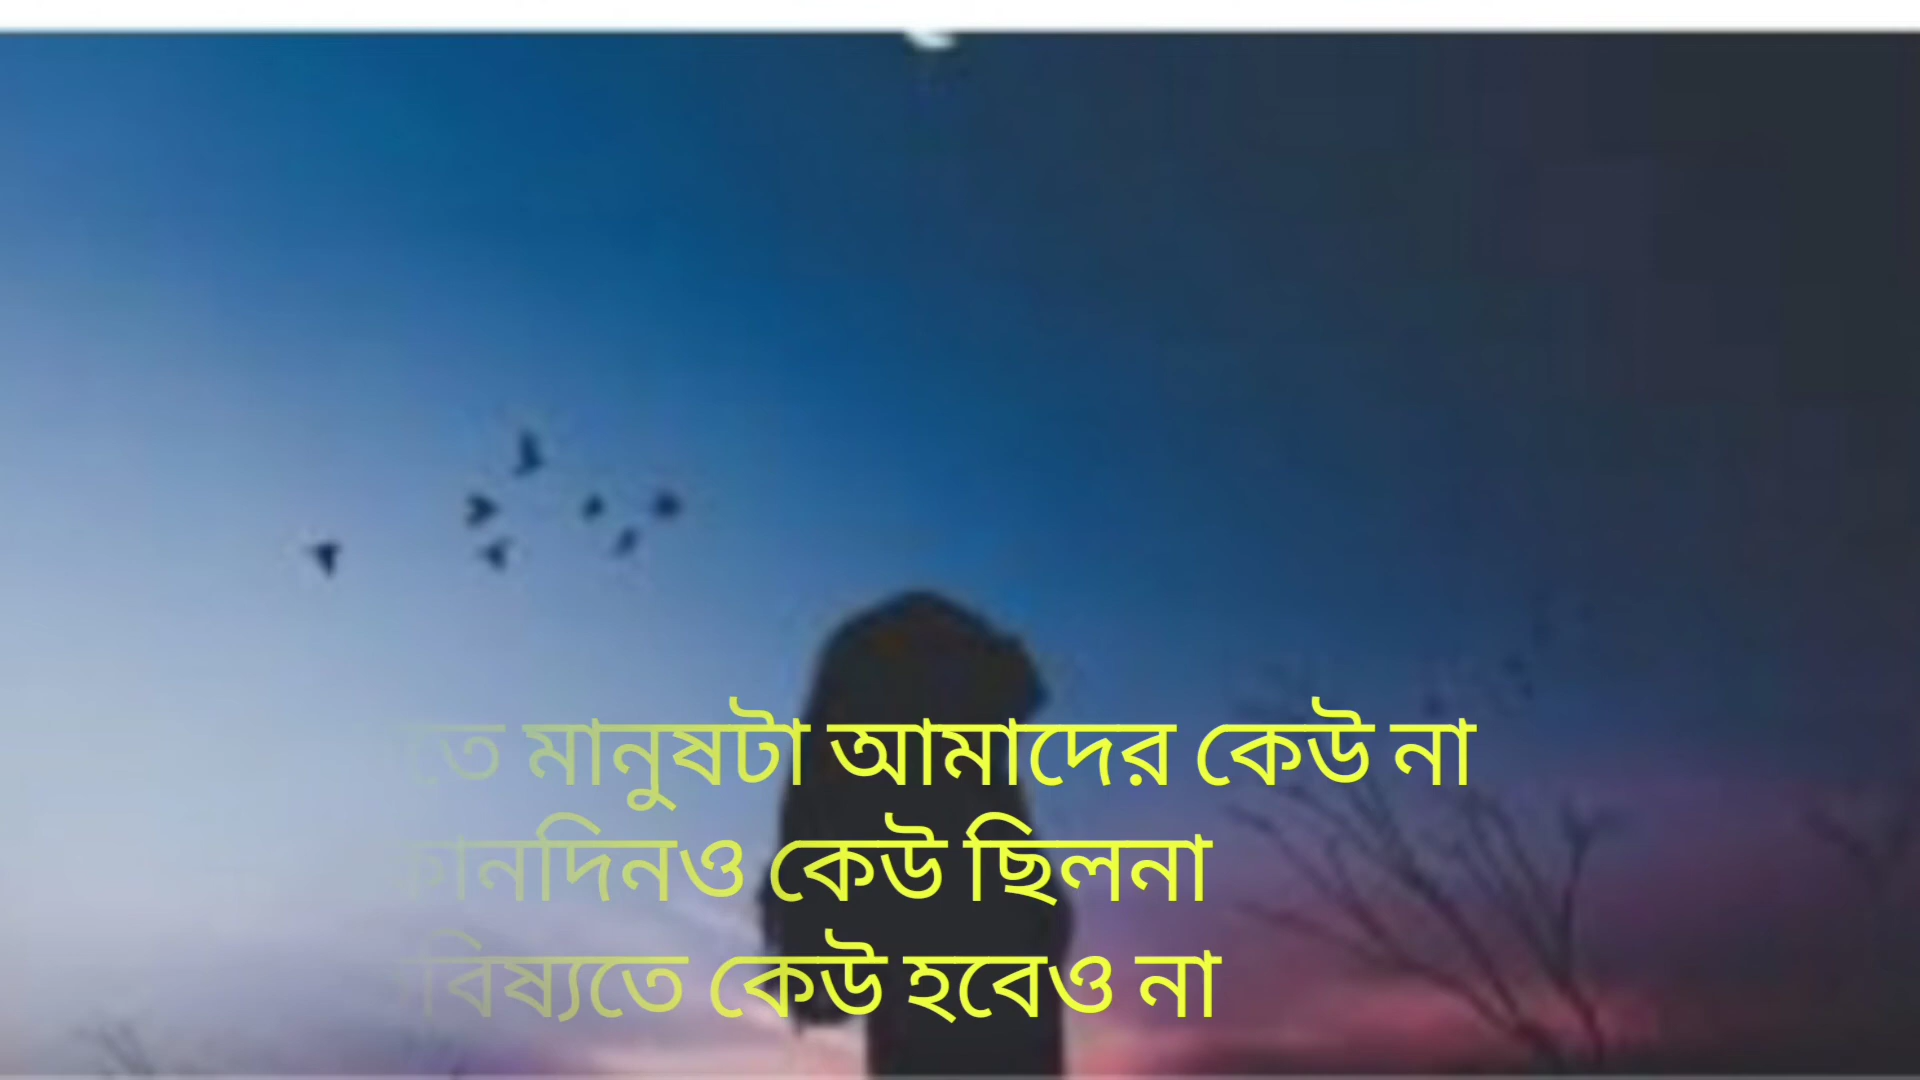 মানুষটা আমাদের কেউ না
কেউ ছিলনা
কেউ হবেও না